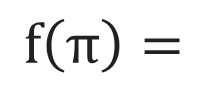 f(π) =